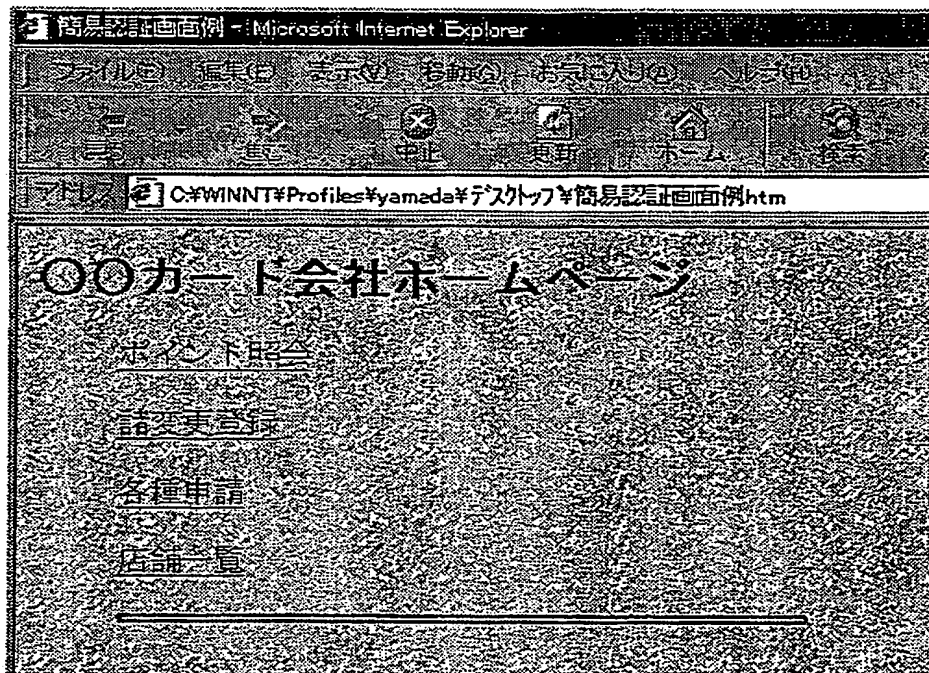 簡易認証画面例 - Microsoft Internet Explorer
ファイル(F) 編集(E) 表示(V) 移動(G) お気に入り(A) ヘルプ(H)
戻る 進む 中止 更新 ホーム 検索
アドレス C:¥WINNT¥Profiles¥yamada¥デスクトップ¥簡易認証画面例htm
〇〇カード会社ホームページ
ポイント照会
諸変更登録
各種申請
店舗一覧